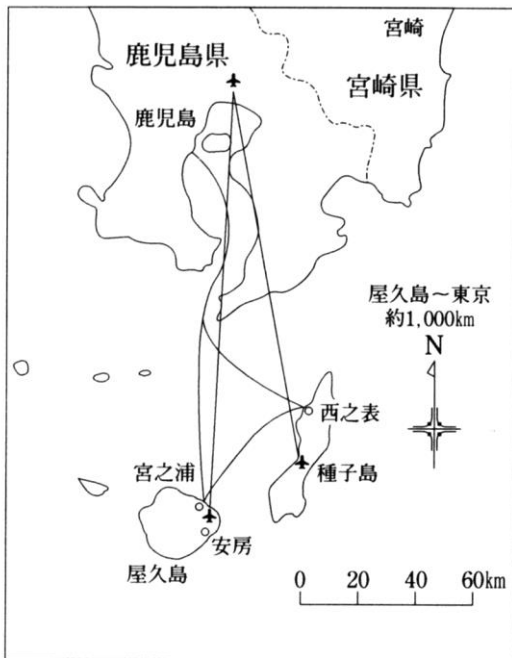 宮崎
鹿児島県
宮崎県
鹿児島
屋久島～東京
約1,000km
N
西之表
宮之浦
種子島
安房
屋久島
0 20 40 60km